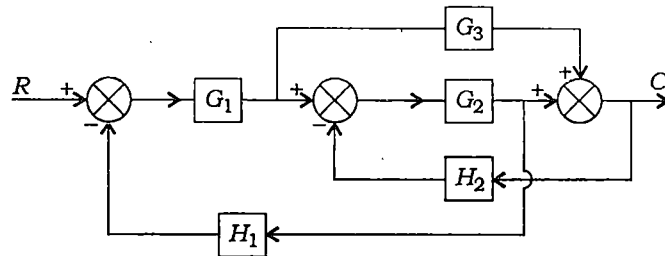 G₃
R + − G₁ + − G₂ + + C
H₂
H₁